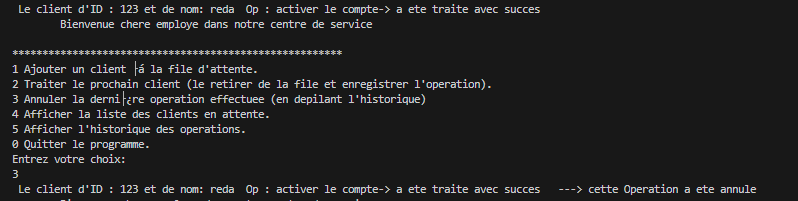 Le client d'ID : 123 et de nom: reda  Op : activer le compte-> a ete traite avec succes
Bienvenue chere employe dans notre centre de service
*******************************************************
1 Ajouter un client ├á la file d'attente.
2 Traiter le prochain client (le retirer de la file et enregistrer l'operation).
3 Annuler la derni├¿re operation effectuee (en depilant l'historique)
4 Afficher la liste des clients en attente.
5 Afficher l'historique des operations.
0 Quitter le programme.
Entrez votre choix:
3
Le client d'ID : 123 et de nom: reda  Op : activer le compte-> a ete traite avec succes   ---> cette Operation a ete annule